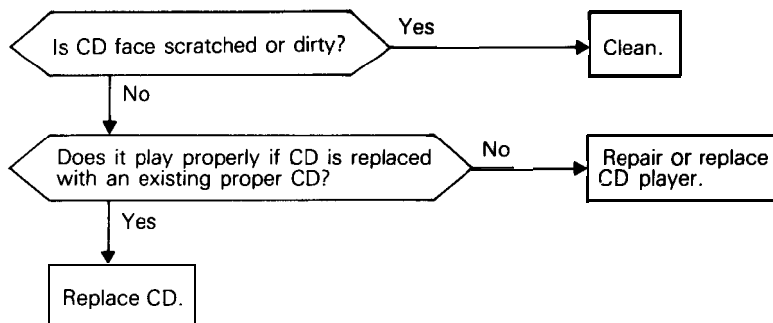 Is CD face scratched or dirty?
Yes
Clean.
No
Does it play properly if CD is replaced
with an existing proper CD?
No
Repair or replace
CD player.
Yes
Replace CD.